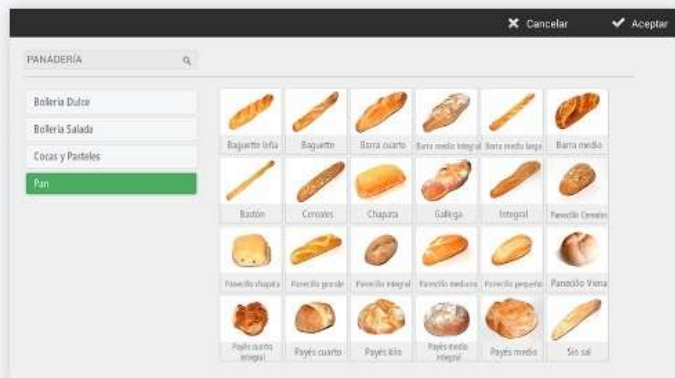 Cancelar
Aceptar
PANADERÍA
Bolleria Dulce
Bolleria Salada
Cocas y Pasteles
Pan
Baguette leña
Baguette
Barra cuarto
Barra medio integral
Barra medio larga
Barra medio
Bastón
Cereales
Chapata
Gallega
Integral
Panecillo Cereales
Panecillo chapata
Panecillo grande
Panecillo integral
Panecillo mediano
Panecillo pequeño
Panecillo Viena
Payés cuarto
integral
Payés cuarto
Payés kilo
Payés medio
integral
Payés medio
Sin sal